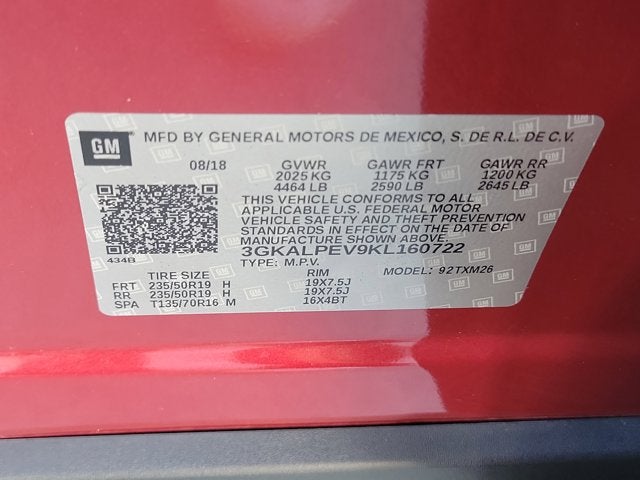 GM MFD BY GENERAL MOTORS DE MEXICO, S. DE R.L. DE C.V.
08/18 GVWR GAWR FRT GAWR RR
2025 KG 1175 KG 1200 KG
4464 LB 2590 LB 2645 LB
THIS VEHICLE CONFORMS TO ALL
APPLICABLE U.S. FEDERAL MOTOR
VEHICLE SAFETY AND THEFT PREVENTION
STANDARDS IN EFFECT ON THE DATE OF
MANUFACTURE SHOWN ABOVE.
434B 3GKALPEV9KL160722
TYPE: M.P.V. MODEL: 92TXM26
TIRE SIZE RIM
FRT 235/50R19 H 19X7.5J
RR 235/50R19 H 19X7.5J
SPA T135/70R16 M 16X4BT